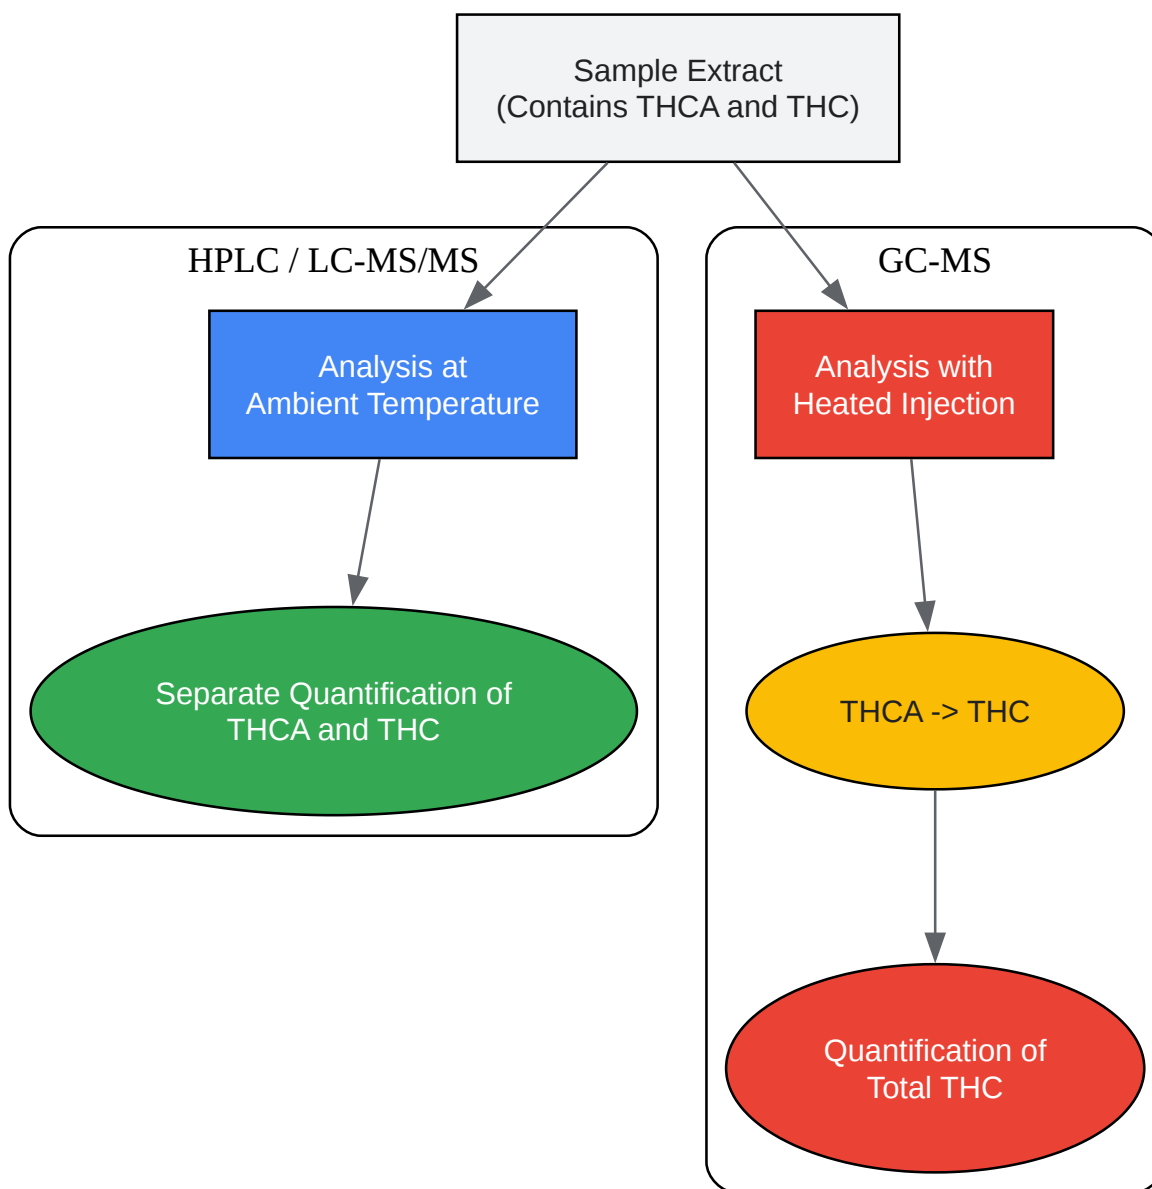 Sample Extract
(Contains THCA and THC)
HPLC / LC-MS/MS
Analysis at
Ambient Temperature
Separate Quantification of
THCA and THC
GC-MS
Analysis with
Heated Injection
THCA -> THC
Quantification of
Total THC